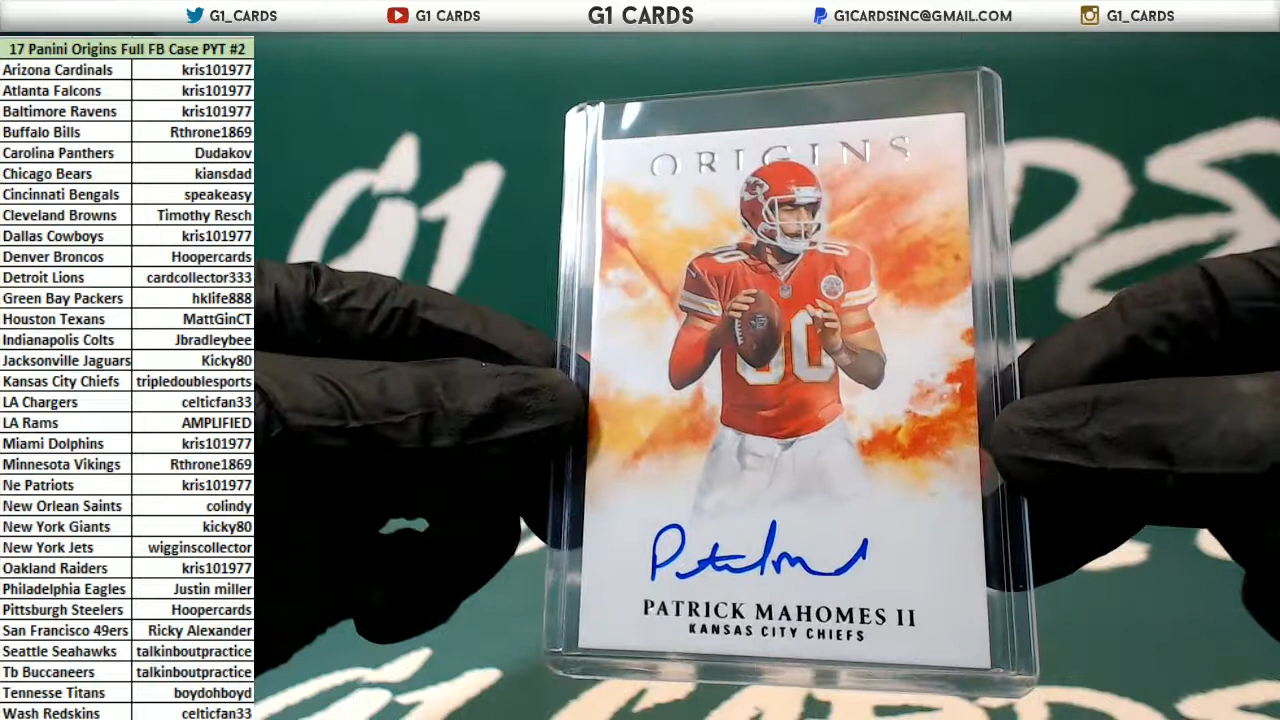 G1_CARDS
G1 CARDS
G1 CARDS
G1CARDSINC@GMAIL.COM
G1_CARDS
17 Panini Origins Full FB Case PYT #2
Arizona Cardinals kris101977
Atlanta Falcons kris101977
Baltimore Ravens kris101977
Buffalo Bills Rthrone1869
Carolina Panthers Dudakov
Chicago Bears kiansdad
Cincinnati Bengals speakeasy
Cleveland Browns Timothy Resch
Dallas Cowboys kris101977
Denver Broncos Hoopercards
Detroit Lions cardcollector333
Green Bay Packers hklife888
Houston Texans MattGinCT
Indianapolis Colts Jbradleybee
Jacksonville Jaguars Kicky80
Kansas City Chiefs tripledoublesports
LA Chargers celticfan33
LA Rams AMPLIFIED
Miami Dolphins kris101977
Minnesota Vikings Rthrone1869
Ne Patriots kris101977
New Orlean Saints colindy
New York Giants kicky80
New York Jets wigginscollector
Oakland Raiders kris101977
Philadelphia Eagles Justin miller
Pittsburgh Steelers Hoopercards
San Francisco 49ers Ricky Alexander
Seattle Seahawks talkinboutpractice
Tb Buccaneers talkinboutpractice
Tennesse Titans boydohboyd
Wash Redskins celticfan33
G1 CARDS
ORIGINS
80
PATRICK MAHOMES II
KANSAS CITY CHIEFS